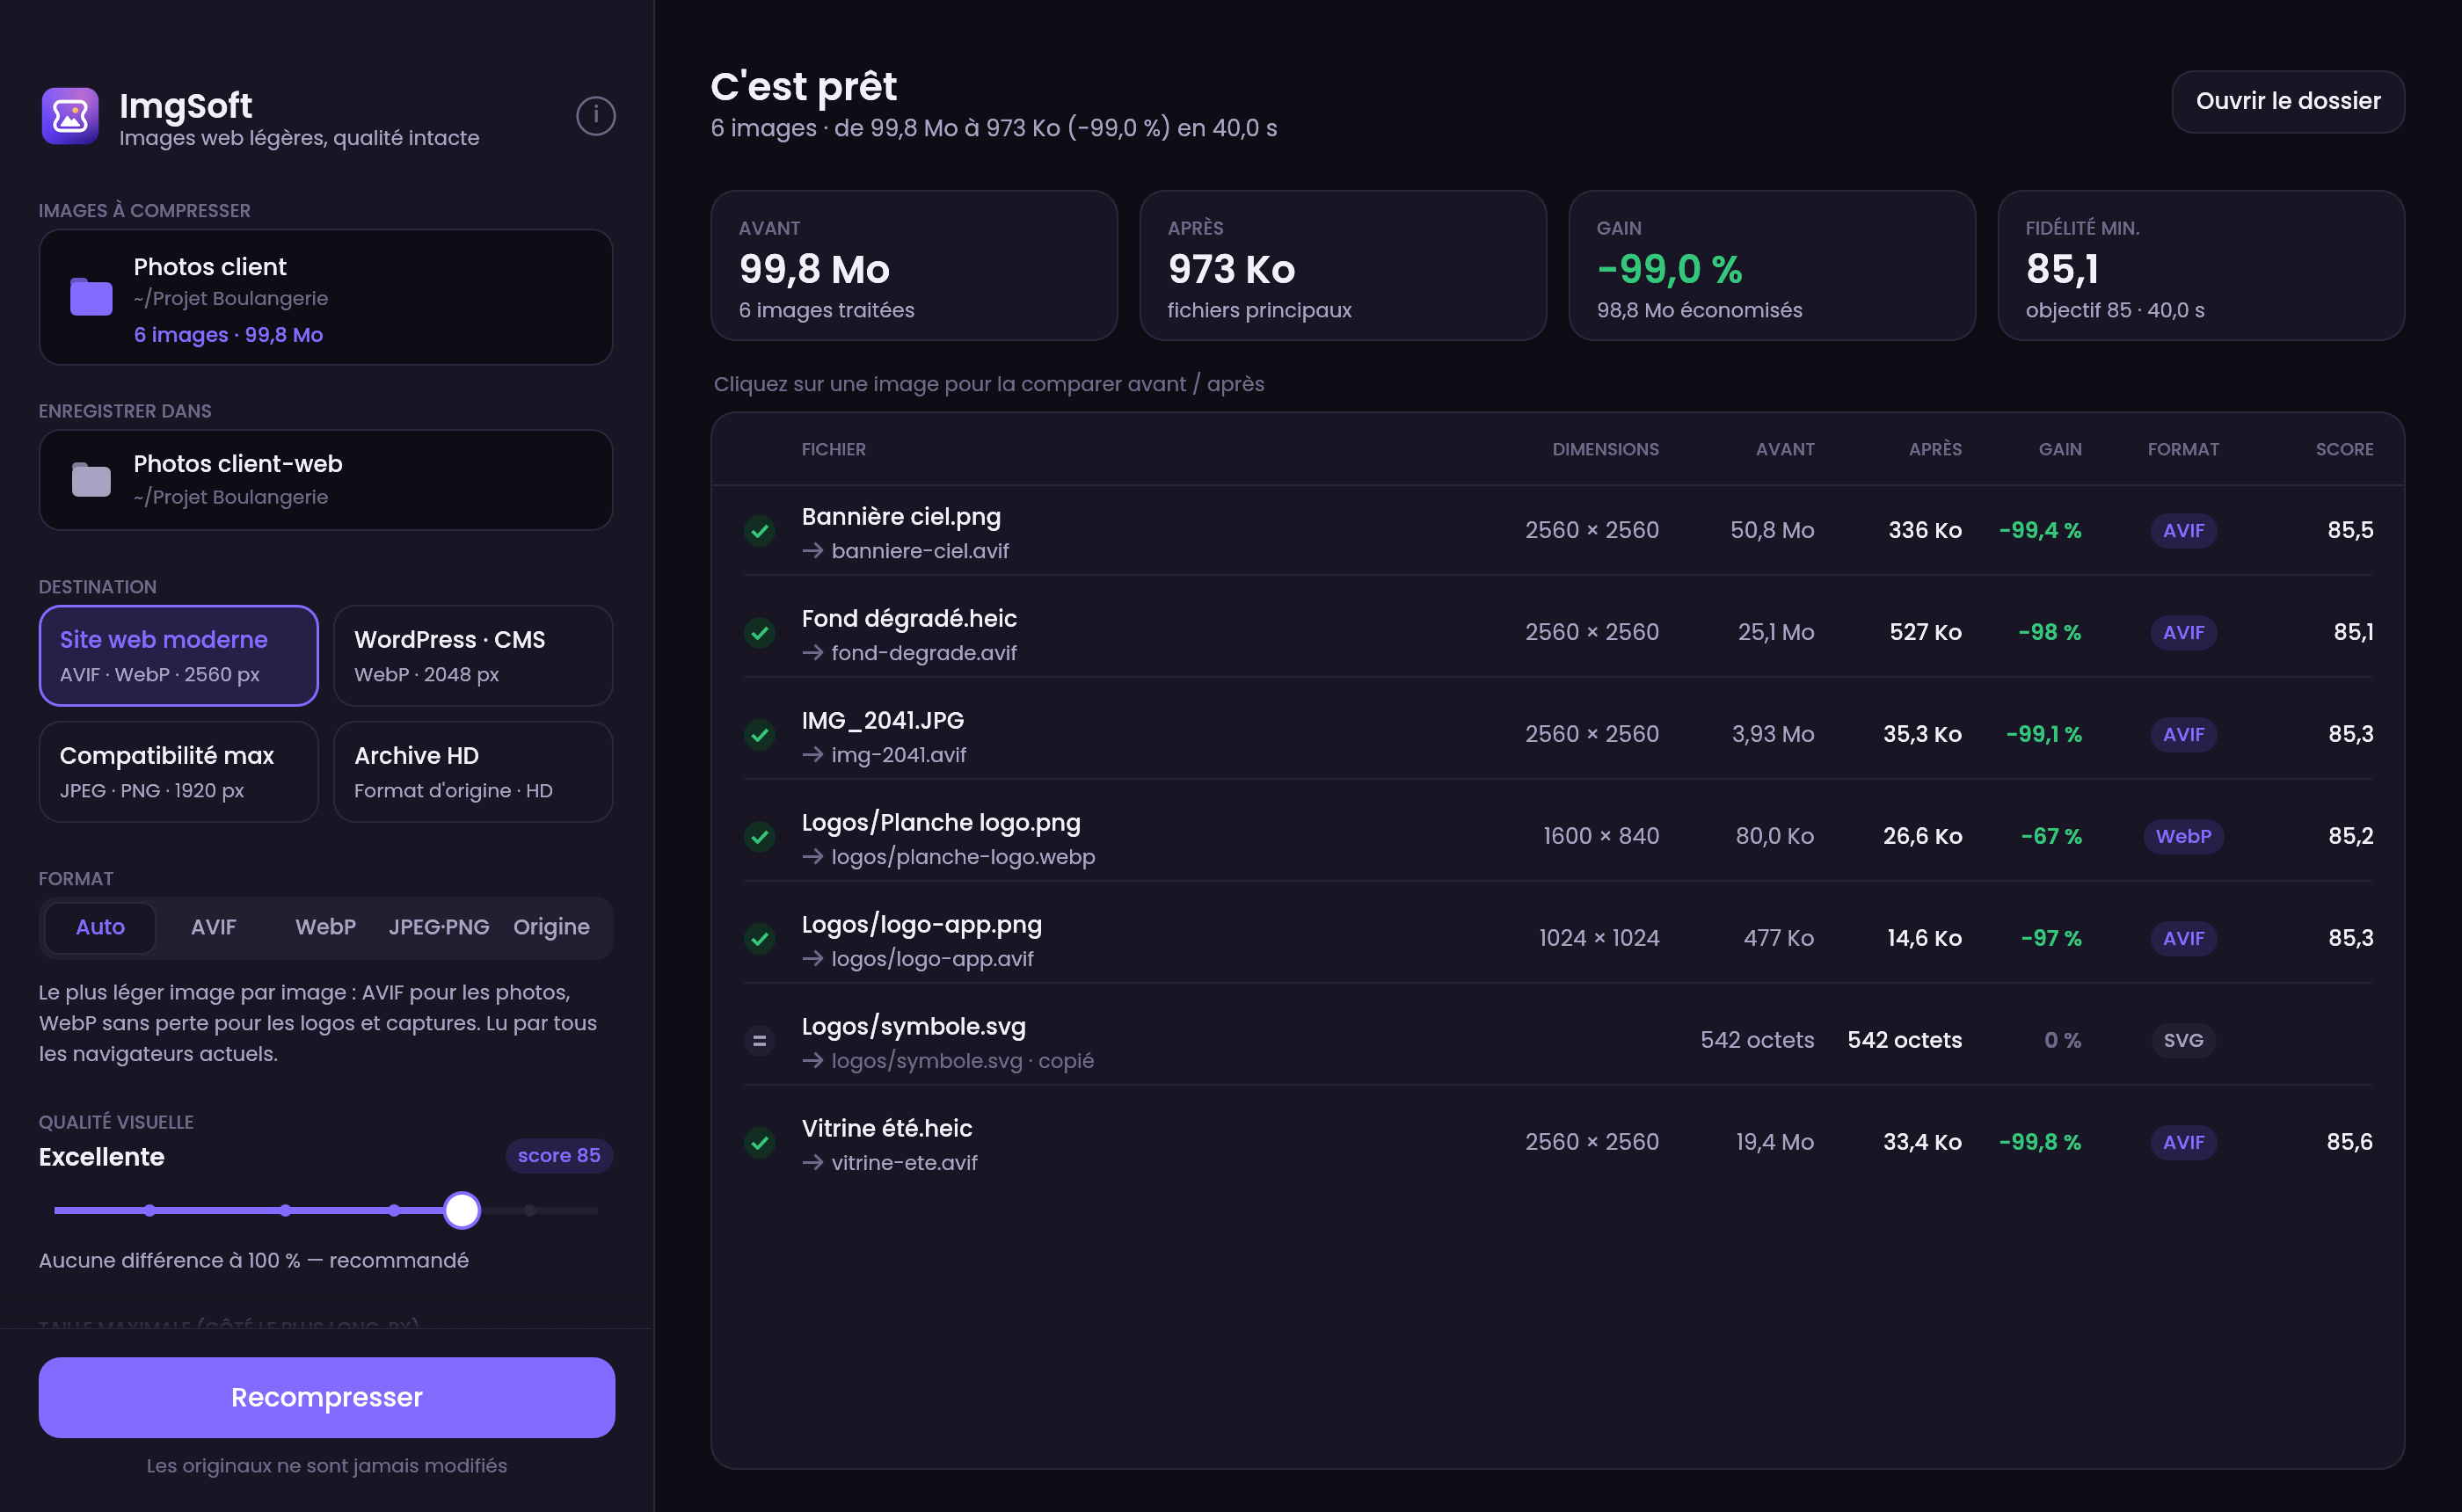 ImgSoft
Images web légères, qualité intacte
i
IMAGES À COMPRESSER
Photos client
~/Projet Boulangerie
6 images · 99,8 Mo
ENREGISTRER DANS
Photos client-web
~/Projet Boulangerie
DESTINATION
Site web moderne
AVIF · WebP · 2560 px
WordPress · CMS
WebP · 2048 px
Compatibilité max
JPEG · PNG · 1920 px
Archive HD
Format d'origine · HD
FORMAT
Auto AVIF WebP JPEG·PNG Origine
Le plus léger image par image : AVIF pour les photos,
WebP sans perte pour les logos et captures. Lu par tous
les navigateurs actuels.
QUALITÉ VISUELLE
Excellente score 85
Aucune différence à 100 % — recommandé
TAILLE MAXIMALE (CÔTÉ LE PLUS LONG, PX)
Recompresser
Les originaux ne sont jamais modifiés
C'est prêt
6 images · de 99,8 Mo à 973 Ko (-99,0 %) en 40,0 s
Ouvrir le dossier
AVANT
99,8 Mo
6 images traitées
APRÈS
973 Ko
fichiers principaux
GAIN
-99,0 %
98,8 Mo économisés
FIDÉLITÉ MIN.
85,1
objectif 85 · 40,0 s
Cliquez sur une image pour la comparer avant / après
FICHIER DIMENSIONS AVANT APRÈS GAIN FORMAT SCORE
Bannière ciel.png 2560 × 2560 50,8 Mo 336 Ko -99,4 % AVIF 85,5
→ banniere-ciel.avif
Fond dégradé.heic 2560 × 2560 25,1 Mo 527 Ko -98 % AVIF 85,1
→ fond-degrade.avif
IMG_2041.JPG 2560 × 2560 3,93 Mo 35,3 Ko -99,1 % AVIF 85,3
→ img-2041.avif
Logos/Planche logo.png 1600 × 840 80,0 Ko 26,6 Ko -67 % WebP 85,2
→ logos/planche-logo.webp
Logos/logo-app.png 1024 × 1024 477 Ko 14,6 Ko -97 % AVIF 85,3
→ logos/logo-app.avif
Logos/symbole.svg 542 octets 542 octets 0 % SVG
→ logos/symbole.svg · copié
Vitrine été.heic 2560 × 2560 19,4 Mo 33,4 Ko -99,8 % AVIF 85,6
→ vitrine-ete.avif